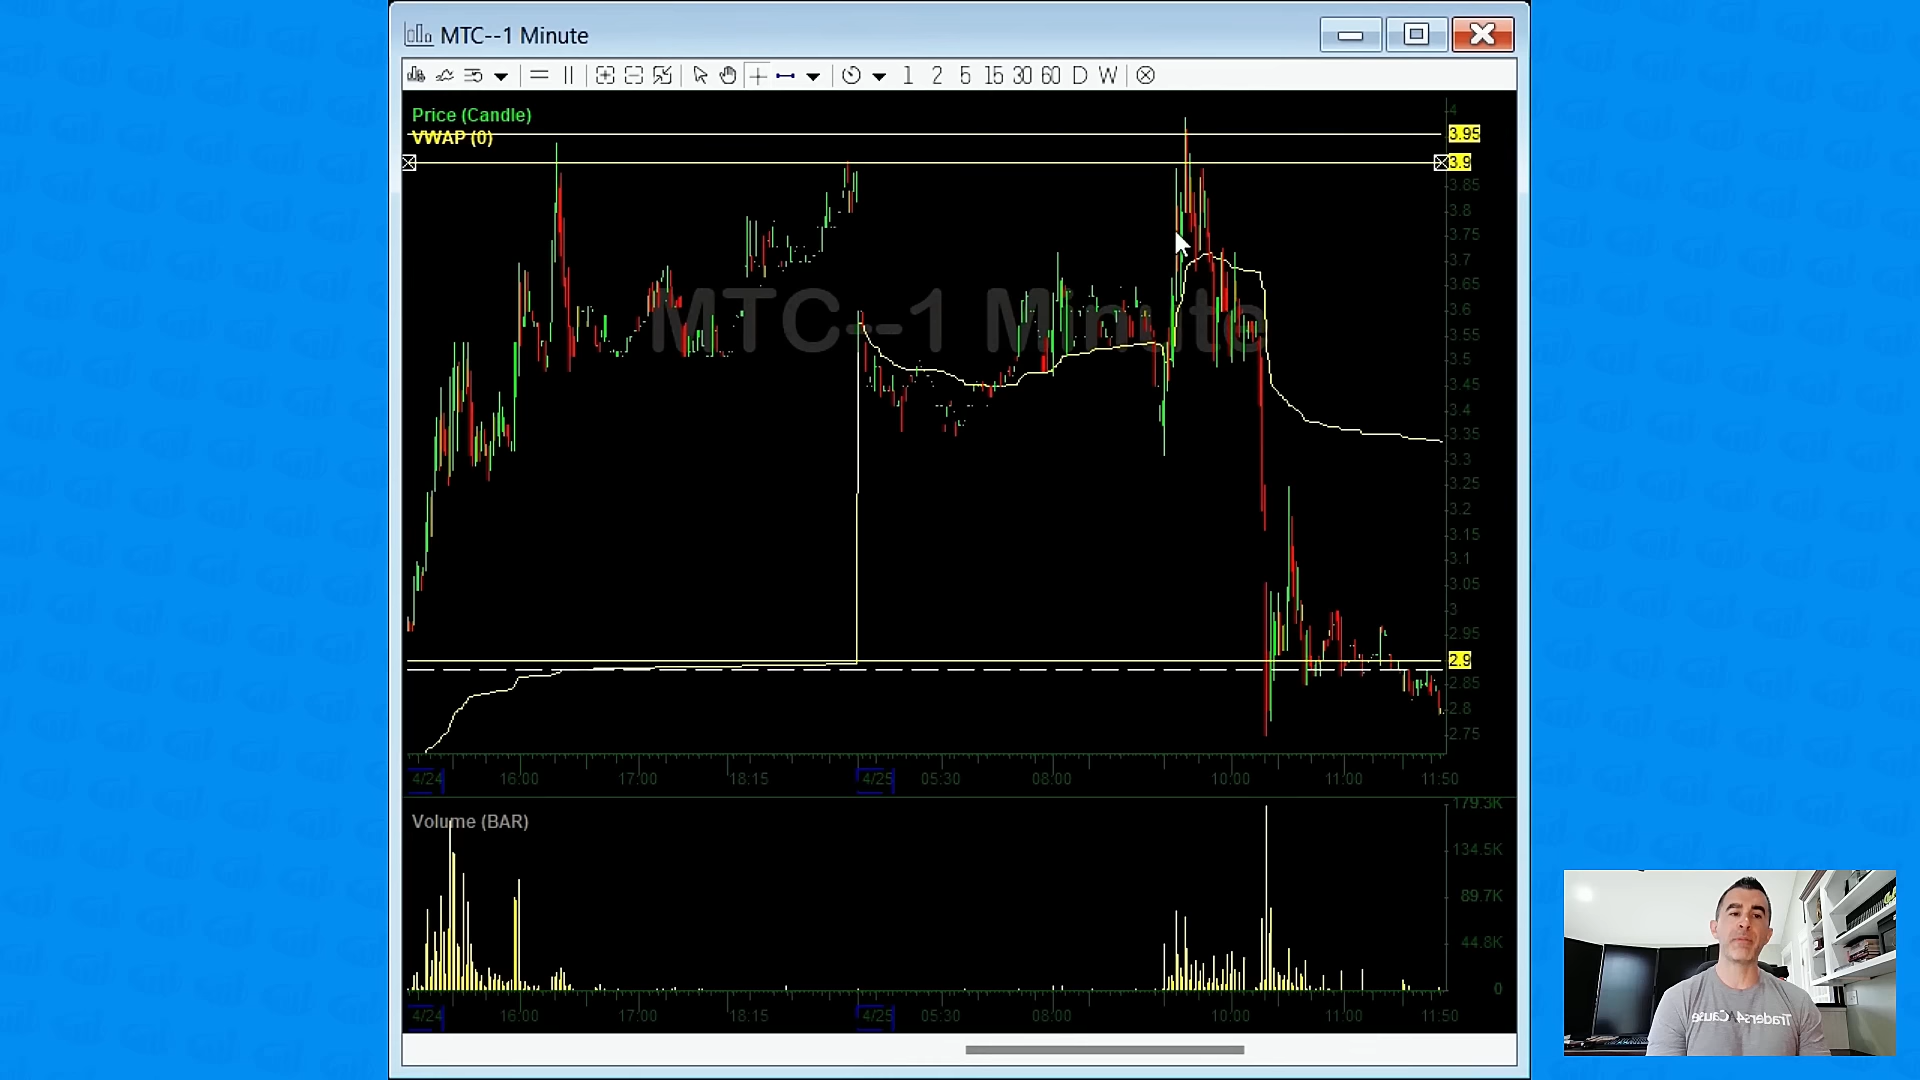 MTC--1 Minute
1 2 5 15 30 60 D W
Price (Candle)
VWAP (0)
MTC--1 Minute
4
3.95
3.9
3.85
3.8
3.75
3.7
3.65
3.6
3.55
3.5
3.45
3.4
3.35
3.3
3.25
3.2
3.15
3.1
3.05
3
2.95
2.9
2.85
2.8
2.75
4/24 16:00 17:00 18:15 4/25 05:30 08:00 10:00 11:00 11:50
Volume (BAR)
179.3K
134.5K
89.7K
44.8K
0
4/24 16:00 17:00 18:15 4/25 05:30 08:00 10:00 11:00 11:50
Traders4ACause